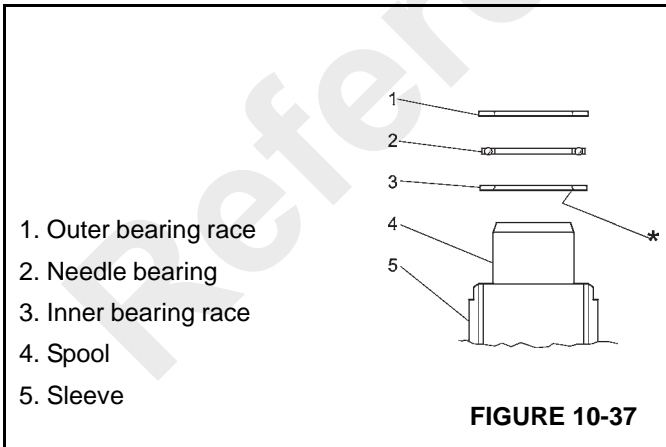 1
2
3
4
5
*
1. Outer bearing race
2. Needle bearing
3. Inner bearing race
4. Spool
5. Sleeve
FIGURE 10-37
Refere